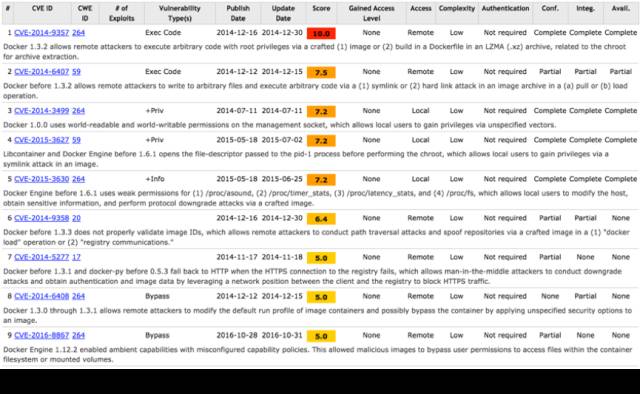 # CVE ID CWE ID # of Exploits Vulnerability Type(s) Publish Date Update Date Score Gained Access Level Access Complexity Authentication Conf. Integ. Avail.
1 CVE-2014-9357 264 Exec Code 2014-12-16 2014-12-30 10.0 None Remote Low Not required Complete Complete Complete
Docker 1.3.2 allows remote attackers to execute arbitrary code with root privileges via a crafted (1) image or (2) build in a Dockerfile in an LZMA (.xz) archive, related to the chroot
for archive extraction.
2 CVE-2014-6407 59 Exec Code 2014-12-12 2014-12-15 7.5 None Remote Low Not required Partial Partial Partial
Docker before 1.3.2 allows remote attackers to write to arbitrary files and execute arbitrary code via a (1) symlink or (2) hard link attack in an image archive in a (a) pull or (b) load
operation.
3 CVE-2014-3499 264 +Priv 2014-07-11 2014-07-11 7.2 None Local Low Not required Complete Complete Complete
Docker 1.0.0 uses world-readable and world-writable permissions on the management socket, which allows local users to gain privileges via unspecified vectors.
4 CVE-2015-3627 59 +Priv 2015-05-18 2015-07-02 7.2 None Local Low Not required Complete Complete Complete
Libcontainer and Docker Engine before 1.6.1 opens the file-descriptor passed to the pid-1 process before performing the chroot, which allows local users to gain privileges via a
symlink attack in an image.
5 CVE-2015-3630 264 +Info 2015-05-18 2015-06-25 7.2 None Local Low Not required Complete Complete Complete
Docker Engine before 1.6.1 uses weak permissions for (1) /proc/asound, (2) /proc/timer_stats, (3) /proc/latency_stats, and (4) /proc/fs, which allows local users to modify the host,
obtain sensitive information, and perform protocol downgrade attacks via a crafted image.
6 CVE-2014-9358 20 2014-12-16 2014-12-30 6.4 None Remote Low Not required Partial Partial None
Docker before 1.3.3 does not properly validate image IDs, which allows remote attackers to conduct path traversal attacks and spoof repositories via a crafted image in a (1) "docker
load" operation or (2) "registry communications."
7 CVE-2014-5277 17 2014-11-17 2014-11-18 5.0 None Remote Low Not required Partial None None
Docker before 1.3.1 and docker-py before 0.5.3 fall back to HTTP when the HTTPS connection to the registry fails, which allows man-in-the-middle attackers to conduct downgrade
attacks and obtain authentication and image data by leveraging a network position between the client and the registry to block HTTPS traffic.
8 CVE-2014-6408 264 Bypass 2014-12-12 2014-12-15 5.0 None Remote Low Not required None Partial None
Docker 1.3.0 through 1.3.1 allows remote attackers to modify the default run profile of image containers and possibly bypass the container by applying unspecified security options to
an image.
9 CVE-2016-8867 264 Bypass 2016-10-28 2016-10-31 5.0 None Remote Low Not required Partial None None
Docker Engine 1.12.2 enabled ambient capabilities with misconfigured capability policies. This allowed malicious images to bypass user permissions to access files within the container
filesystem or mounted volumes.